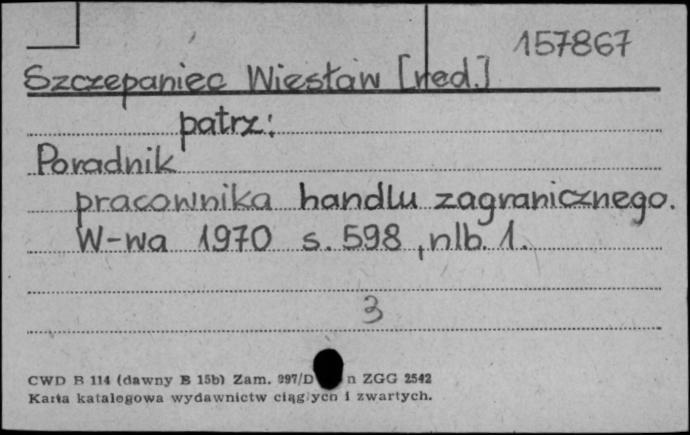 157867
Szczepaniec Wiesław [red.]
patrz:
Poradnik
pracownika handlu zagranicznego.
W-wa 1970 s. 598, nlb. 1.
3
CWD B 114 (dawny B 15b) Zam. 997/D n ZGG 2542
Karta katalogowa wydawnictw ciągłych i zwartych.